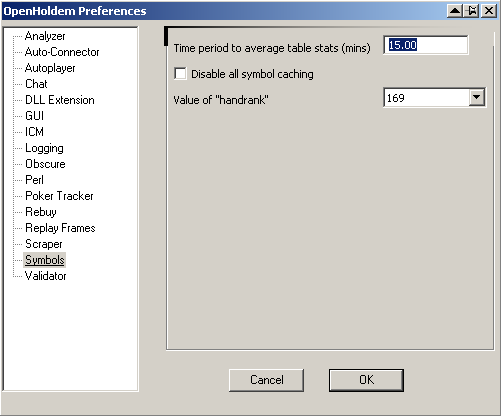 OpenHoldem Preferences
Analyzer
Auto-Connector
Autoplayer
Chat
DLL Extension
GUI
ICM
Logging
Obscure
Perl
Poker Tracker
Rebuy
Replay Frames
Scraper
Symbols
Validator
Time period to average table stats (mins) 15.00
Disable all symbol caching
Value of "handrank" 169
Cancel OK